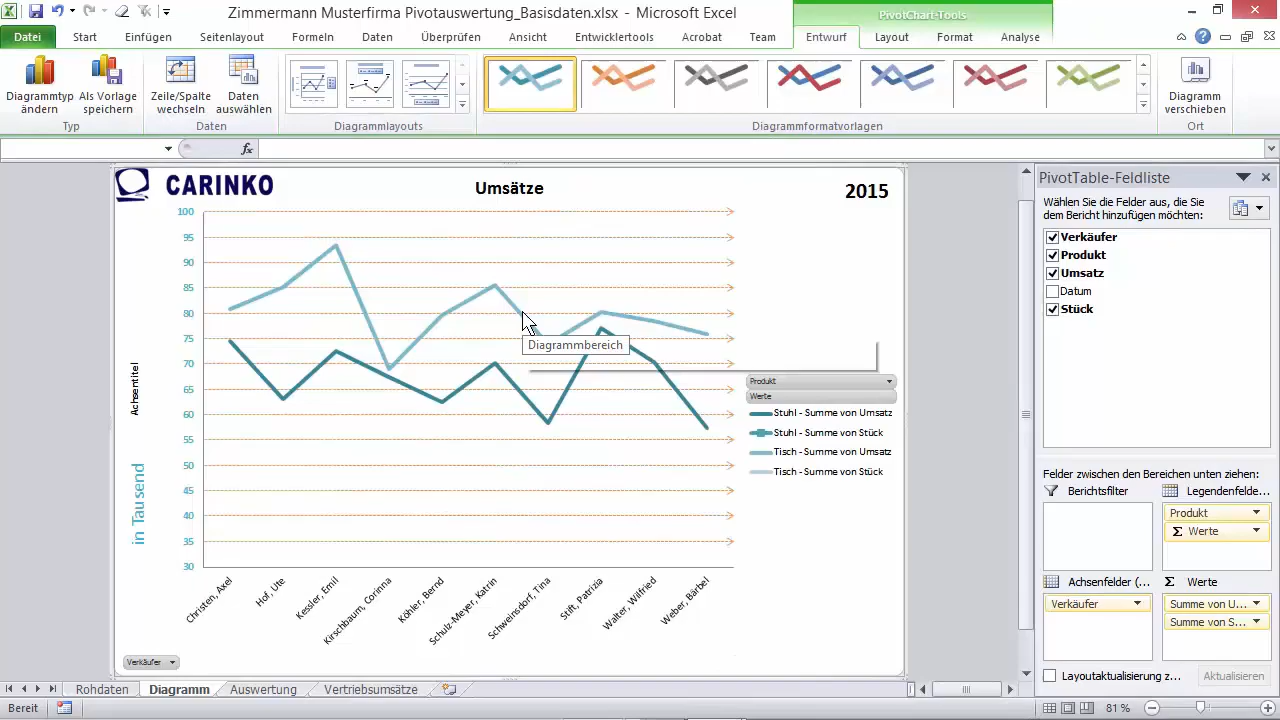 Zimmermann Musterfirma Pivotauswertung_Basisdaten.xlsx - Microsoft Excel
PivotChart-Tools
Datei Start Einfügen Seitenlayout Formeln Daten Überprüfen Ansicht Entwicklertools Acrobat Team Entwurf Layout Format Analyse
Diagrammtyp ändern
Als Vorlage speichern
Zeile/Spalte wechseln
Daten auswählen
Diagramm verschieben
Typ Daten Diagrammlayouts Diagrammformatvorlagen Ort
fx
CARINKO
Umsätze
2015
100
95
90
85
80
75
70
65
60
55
50
45
40
35
30
Achsentitel
in Tausend
Diagrammbereich
Produkt
Werte
Stuhl - Summe von Umsatz
Stuhl - Summe von Stück
Tisch - Summe von Umsatz
Tisch - Summe von Stück
Christen, Axel
Hof, Ute
Kessler, Emil
Kirschbaum, Corinna
Köhler, Bernd
Schulz-Meyer, Katrin
Schweinsdorf, Tina
Stift, Patrizia
Walter, Wilfried
Weber, Bärbel
Verkäufer
PivotTable-Feldliste
Wählen Sie die Felder aus, die Sie
dem Bericht hinzufügen möchten:
Verkäufer
Produkt
Umsatz
Datum
Stück
Felder zwischen den Bereichen unten ziehen:
Berichtsfilter Legendenfelde...
Produkt
Σ Werte
Achsenfelder (... Σ Werte
Verkäufer Summe von U...
Summe von S...
Layoutaktualisierung z... Aktualisieren
Rohdaten Diagramm Auswertung Vertriebsumsätze
Bereit 81 %